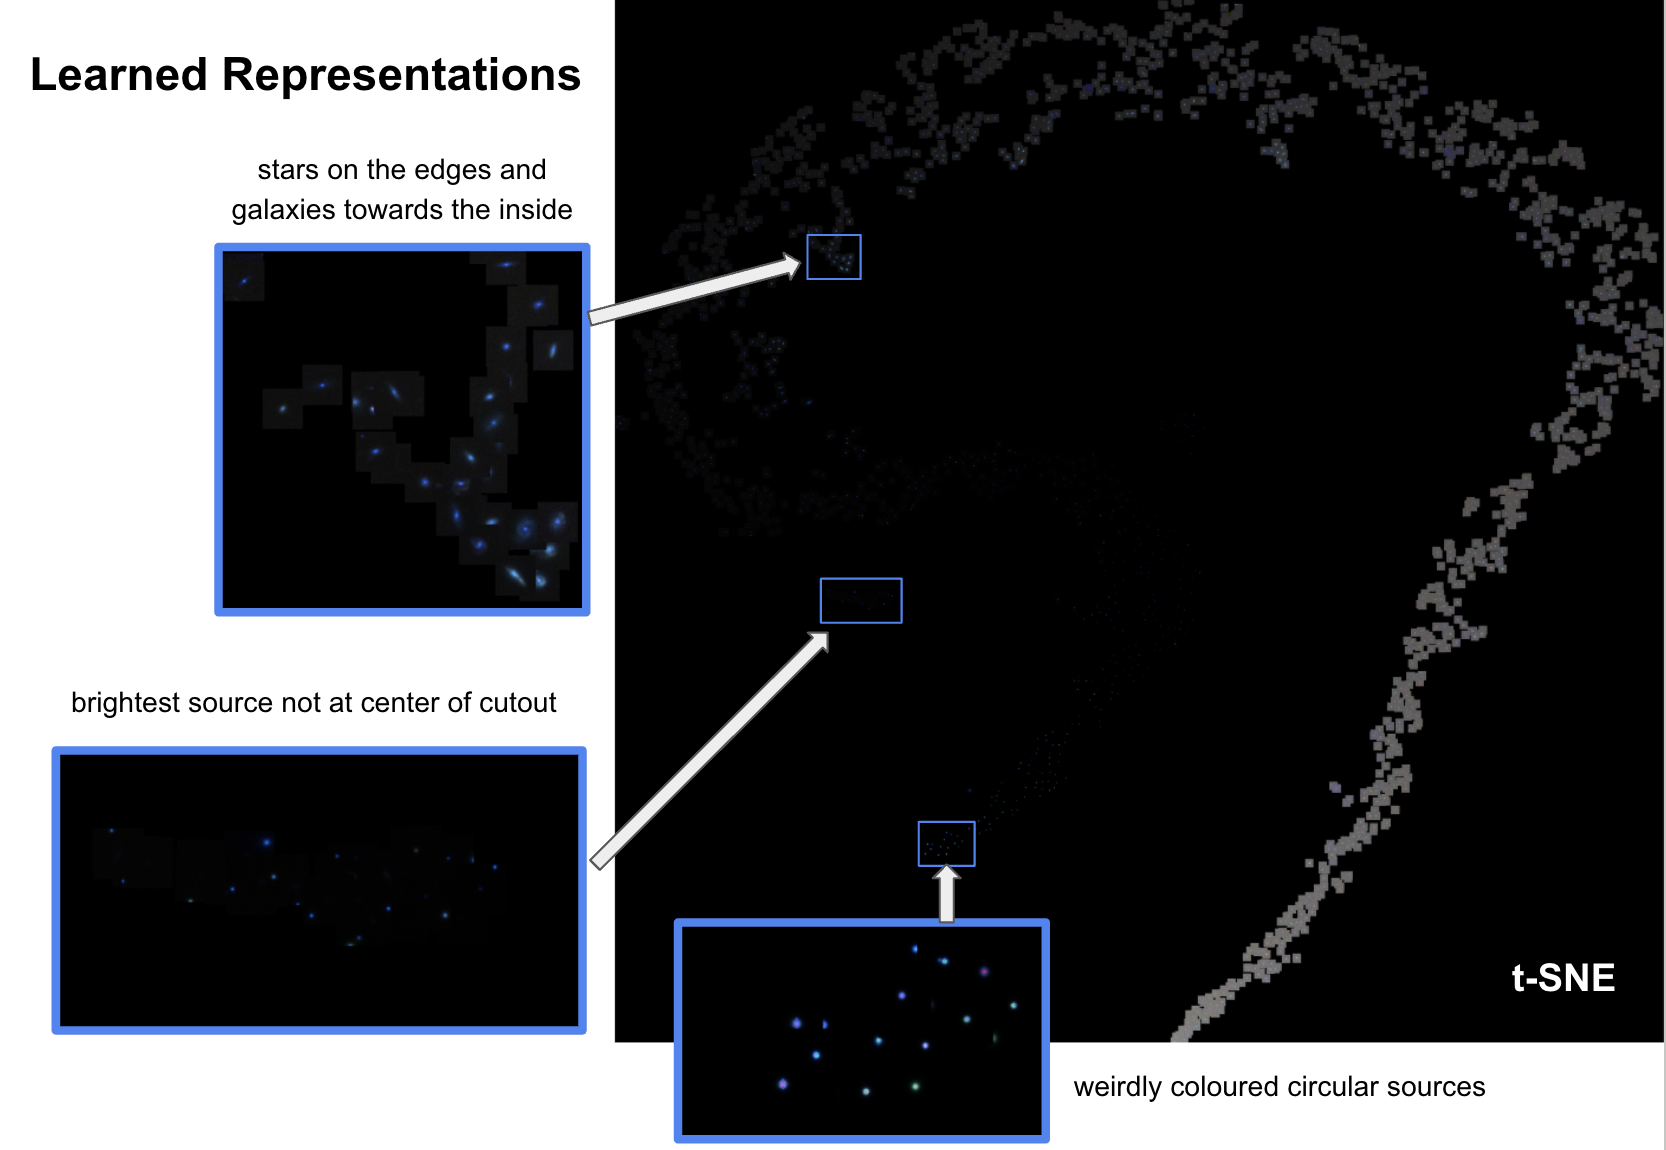 Learned Representations
stars on the edges and
galaxies towards the inside
brightest source not at center of cutout
t-SNE
weirdly coloured circular sources